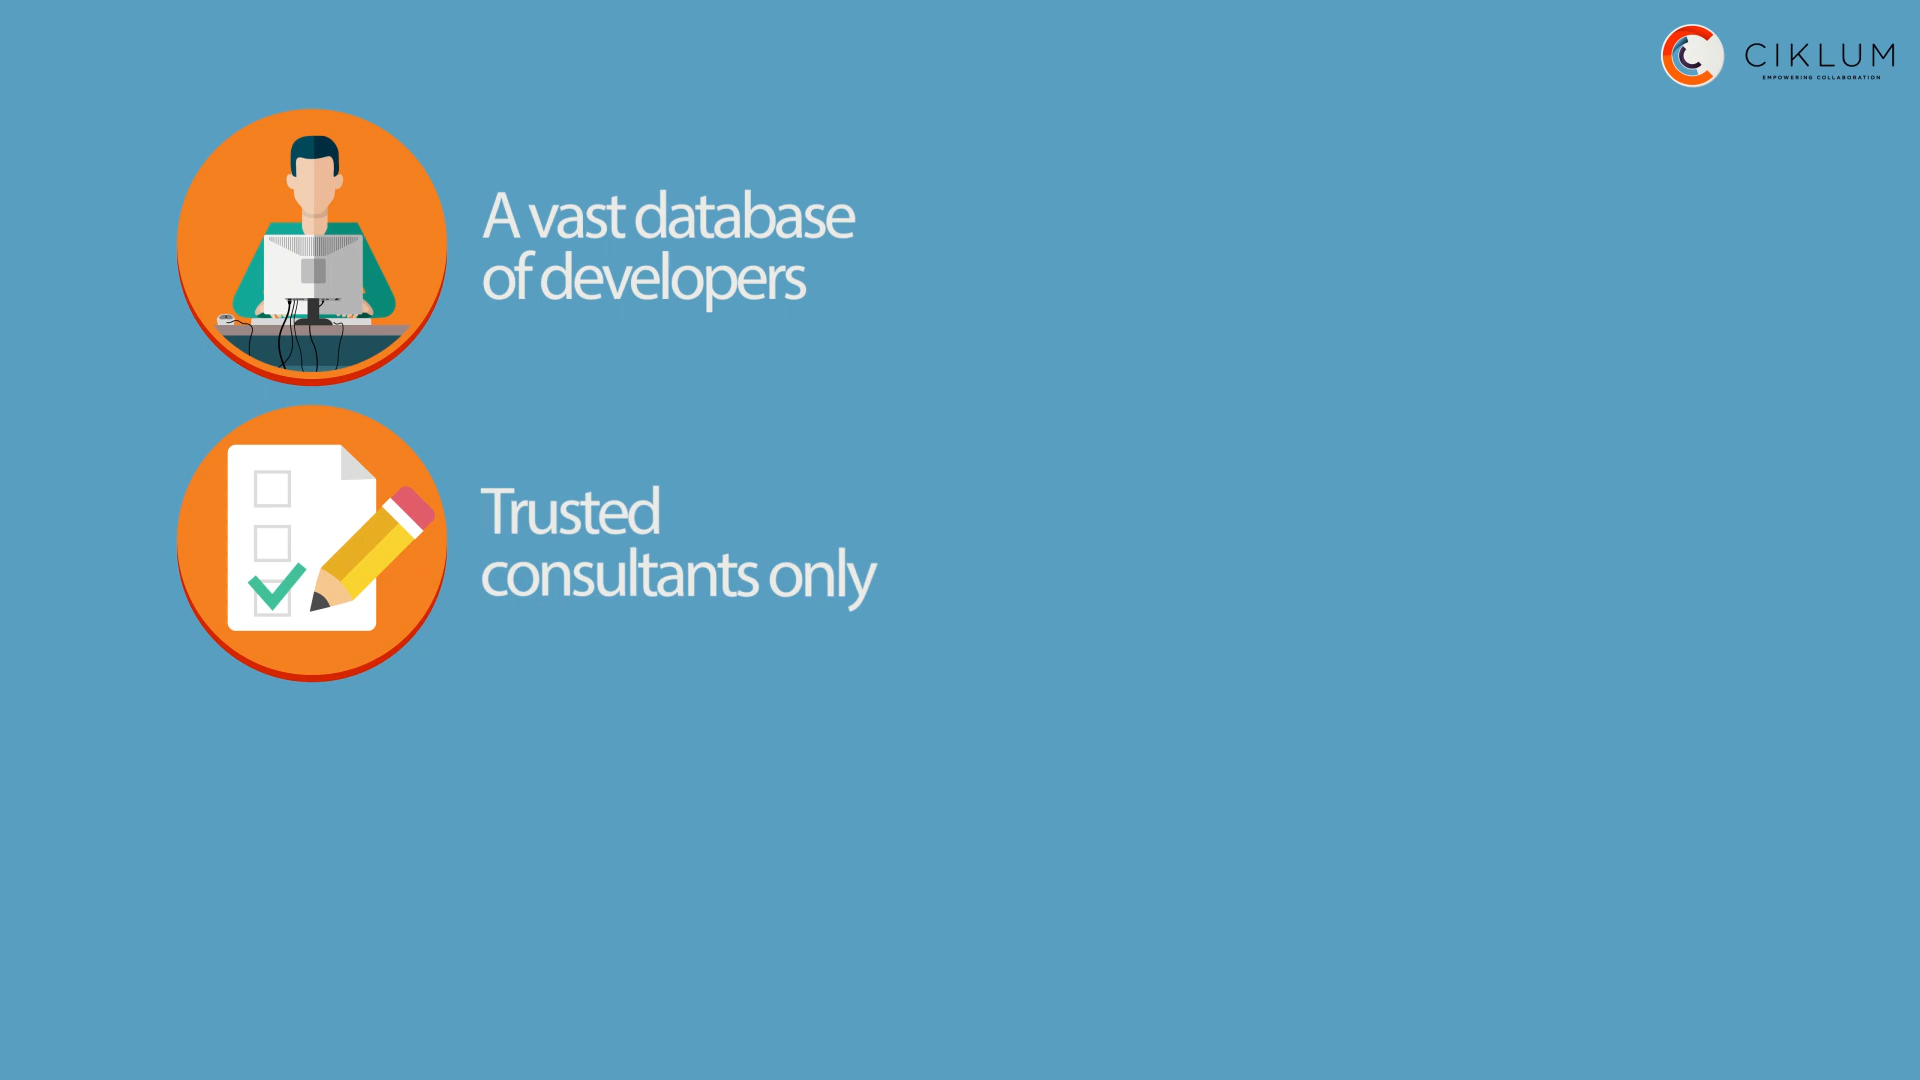 CIKLUM
EMPOWERING COLLABORATION
A vast database
of developers
Trusted
consultants only